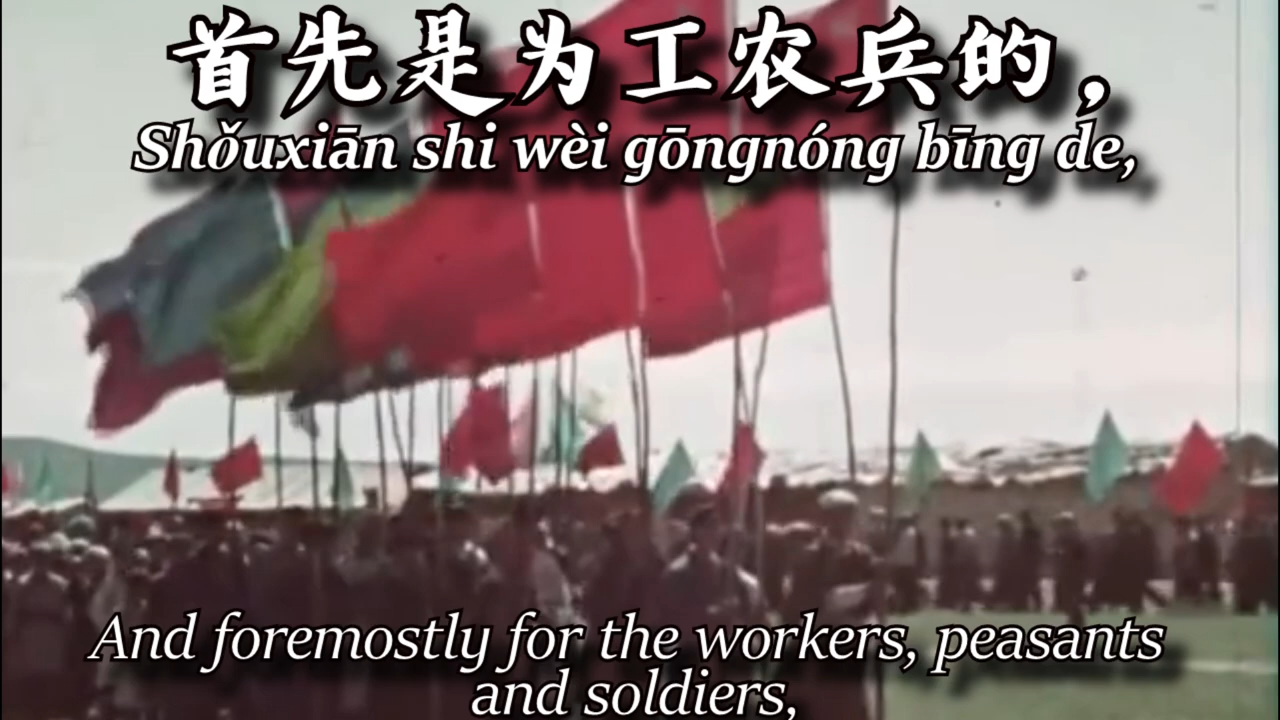 首先是为工农兵的，
Shǒuxiān shi wèi gōngnóng bīng de,
And foremostly for the workers, peasants
and soldiers,